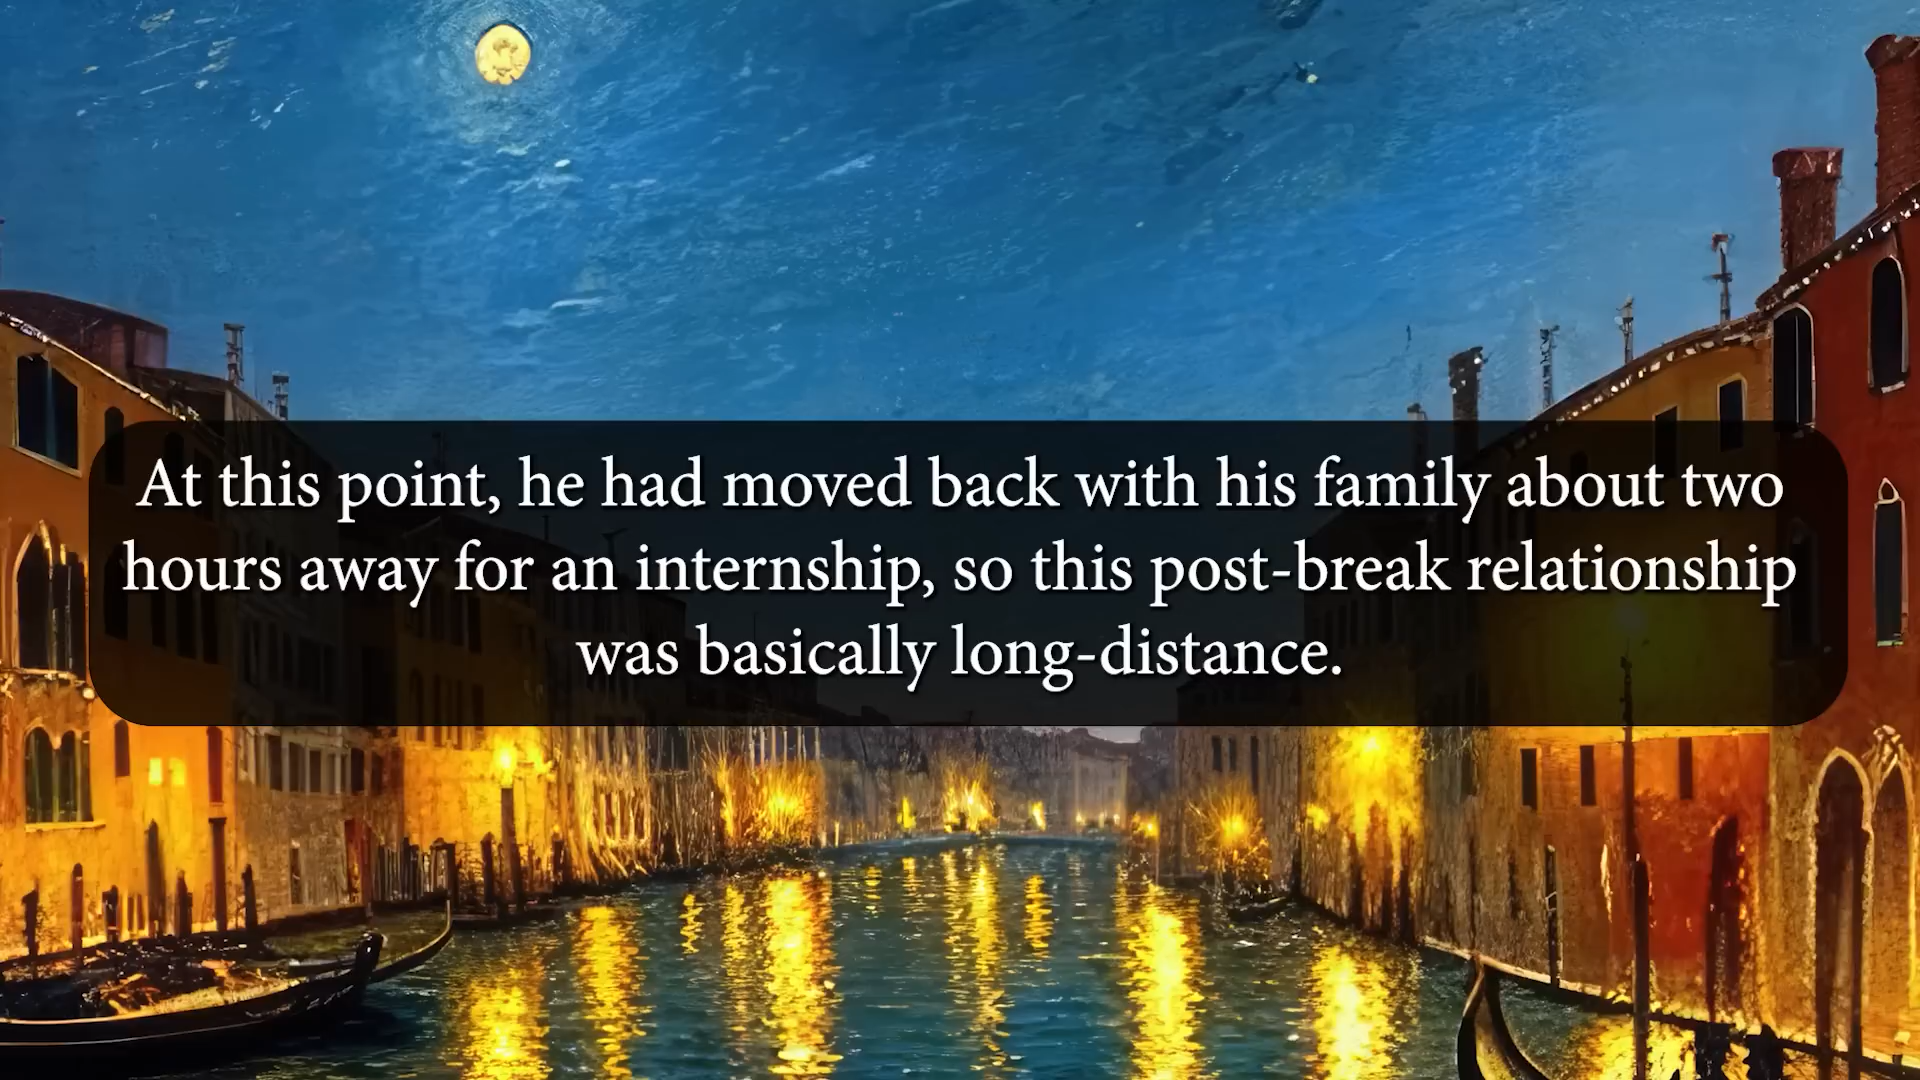 At this point, he had moved back with his family about two
hours away for an internship, so this post-break relationship
was basically long-distance.